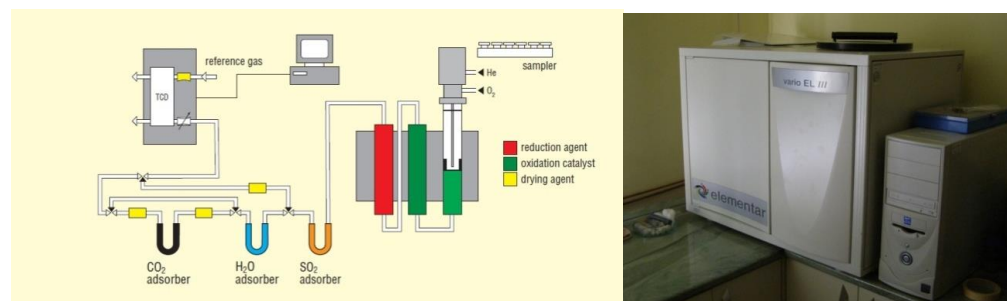 reference gas
TCD
sampler
He
O₂
reduction agent
oxidation catalyst
drying agent
CO₂
adsorber
H₂O
adsorber
SO₂
adsorber
vario EL III
elementar